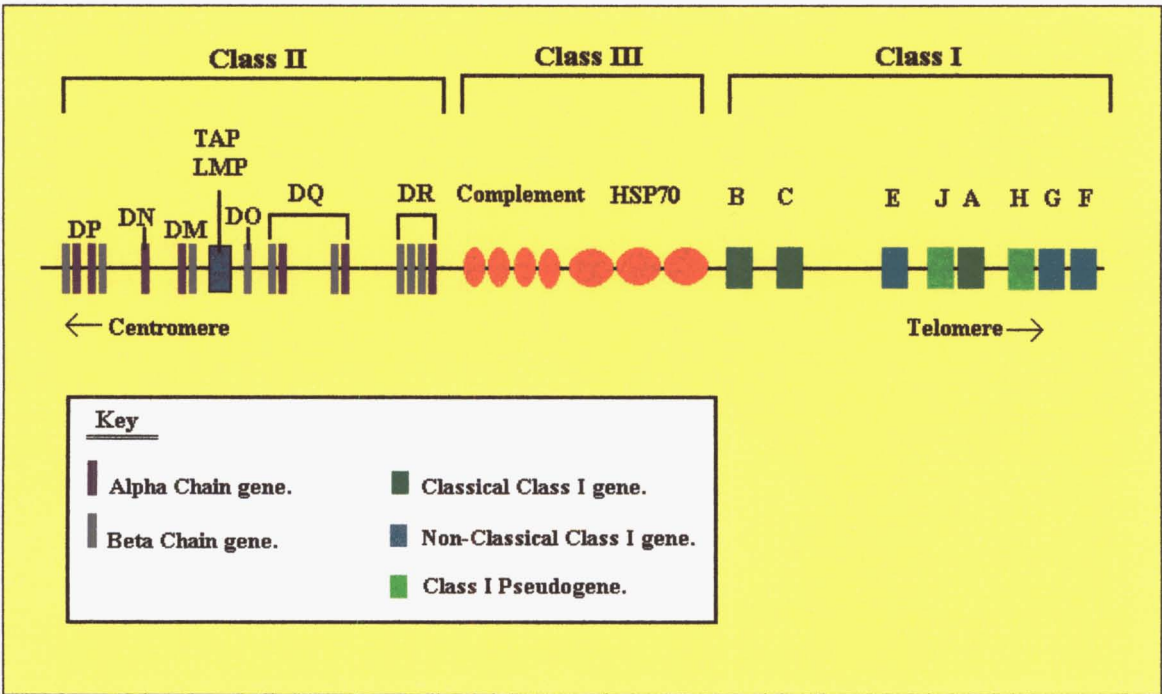 Class II Class III Class I
TAP
LMP
DP DN DM DO DQ DR Complement HSP70 B C E J A H G F
← Centromere Telomere →
Key
Alpha Chain gene. Classical Class I gene.
Beta Chain gene. Non-Classical Class I gene.
Class I Pseudogene.